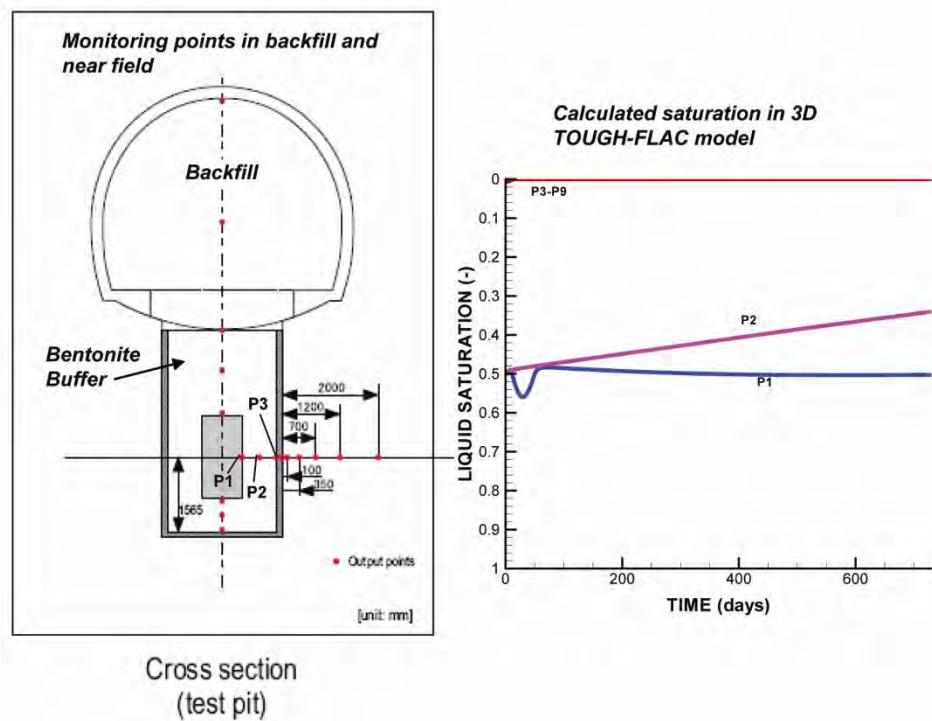 Monitoring points in backfill and
near field
Backfill
Bentonite
Buffer
P3
2000
1200
700
P1
P2
100
350
1565
Output points
[unit: mm]
Cross section
(test pit)
Calculated saturation in 3D
TOUGH-FLAC model
LIQUID SATURATION (-)
0
0.1
0.3
0.4
0.5
0.6
0.7
0.8
0.9
1
P3-P9
P2
P1
0
200
400
600
TIME (days)